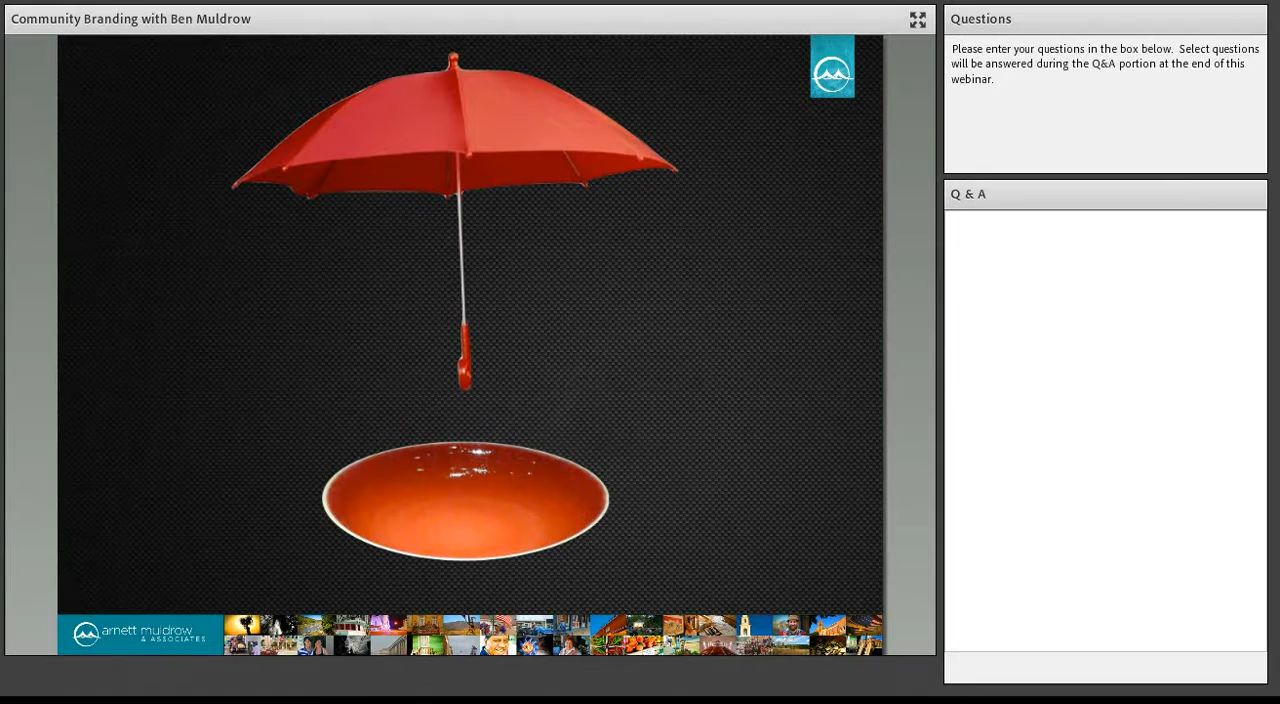 Community Branding with Ben Muldrow
Questions
Please enter your questions in the box below.  Select questions
will be answered during the Q&A portion at the end of this
webinar.
Q & A
arnett muldrow
& ASSOCIATES